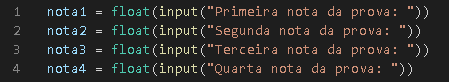 1 nota1 = float(input("Primeira nota da prova: "))
2 nota2 = float(input("Segunda nota da prova: "))
3 nota3 = float(input("Terceira nota da prova: "))
4 nota4 = float(input("Quarta nota da prova: "))